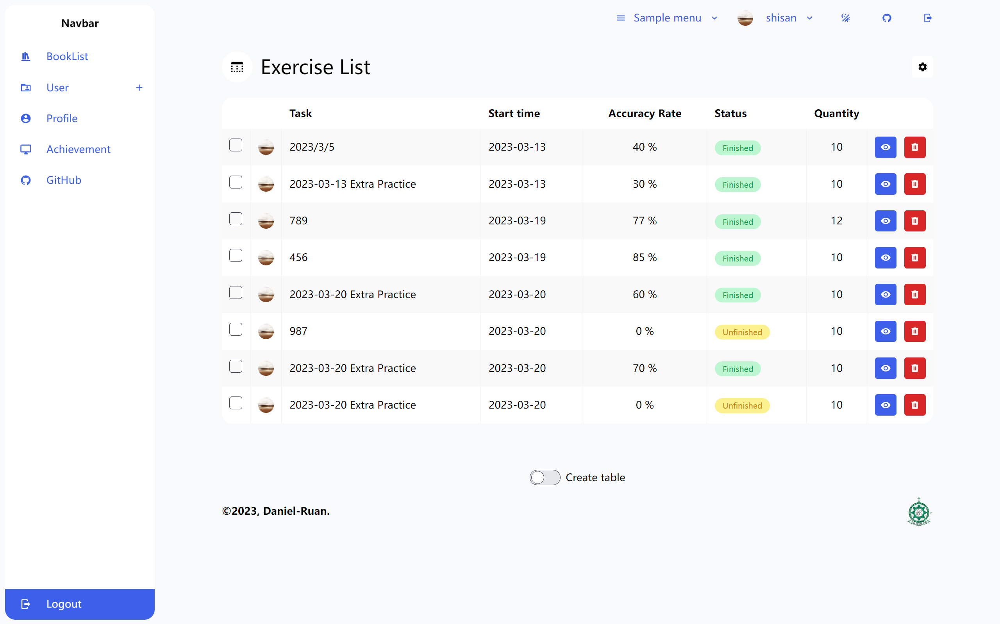 Navbar
BookList
User
Profile
Achievement
GitHub
Logout
Sample menu
shisan
Exercise List
Task Start time Accuracy Rate Status Quantity
2023/3/5 2023-03-13 40 % Finished 10
2023-03-13 Extra Practice 2023-03-13 30 % Finished 10
789 2023-03-19 77 % Finished 12
456 2023-03-19 85 % Finished 10
2023-03-20 Extra Practice 2023-03-20 60 % Finished 10
987 2023-03-20 0 % Unfinished 10
2023-03-20 Extra Practice 2023-03-20 70 % Finished 10
2023-03-20 Extra Practice 2023-03-20 0 % Unfinished 10
Create table
©2023, Daniel-Ruan.